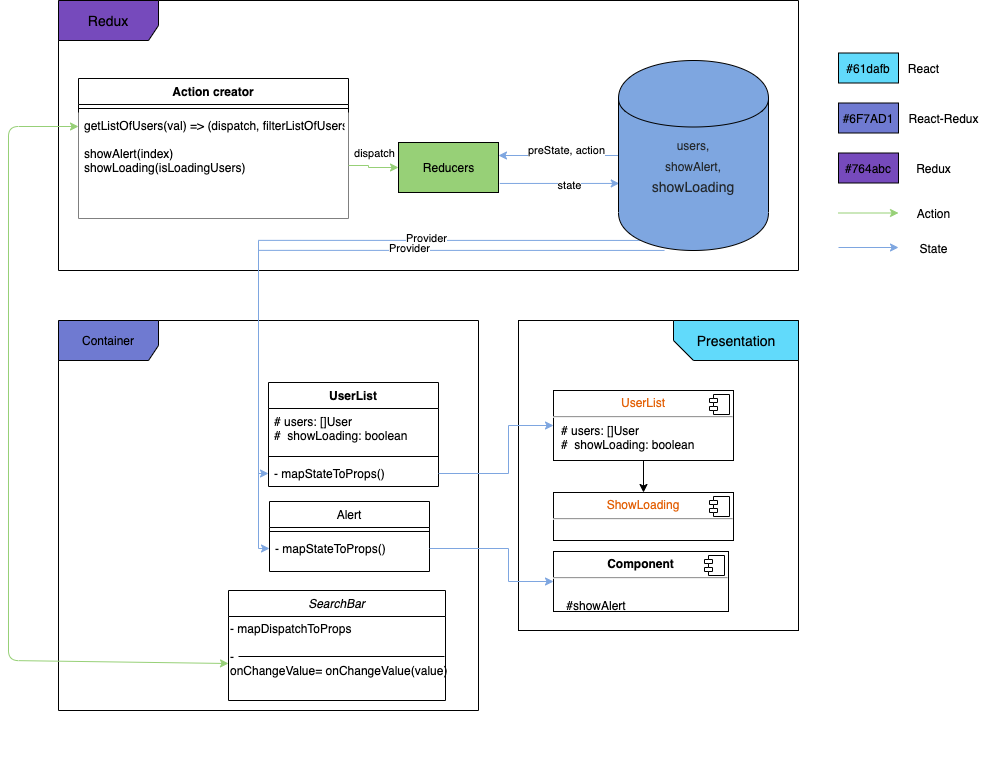 Redux
Action creator
getListOfUsers(val) => (dispatch, filterListOfUsers
showAlert(index)
showLoading(isLoadingUsers)
dispatch
Reducers
preState, action
state
users,
showAlert,
showLoading
Provider
Provider
#61dafb
React
#6F7AD1
React-Redux
#764abc
Redux
Action
State
Container
UserList
# users: []User
# showLoading: boolean
- mapStateToProps()
Alert
- mapStateToProps()
SearchBar
- mapDispatchToProps
-
onChangeValue= onChangeValue(value)
Presentation
UserList
# users: []User
# showLoading: boolean
ShowLoading
Component
#showAlert